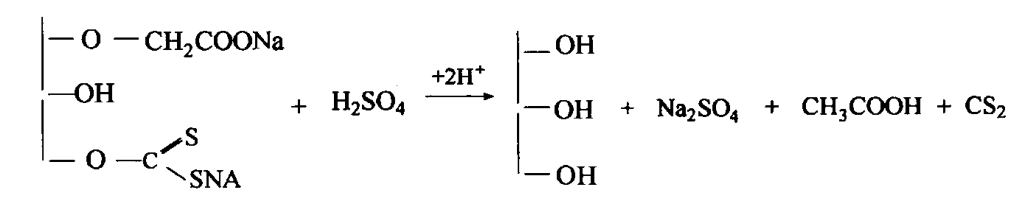 O — CH₂COONa
OH
O — C
S
SNA
+ H₂SO₄
+2H⁺
OH
OH
OH
+ Na₂SO₄ + CH₃COOH + CS₂